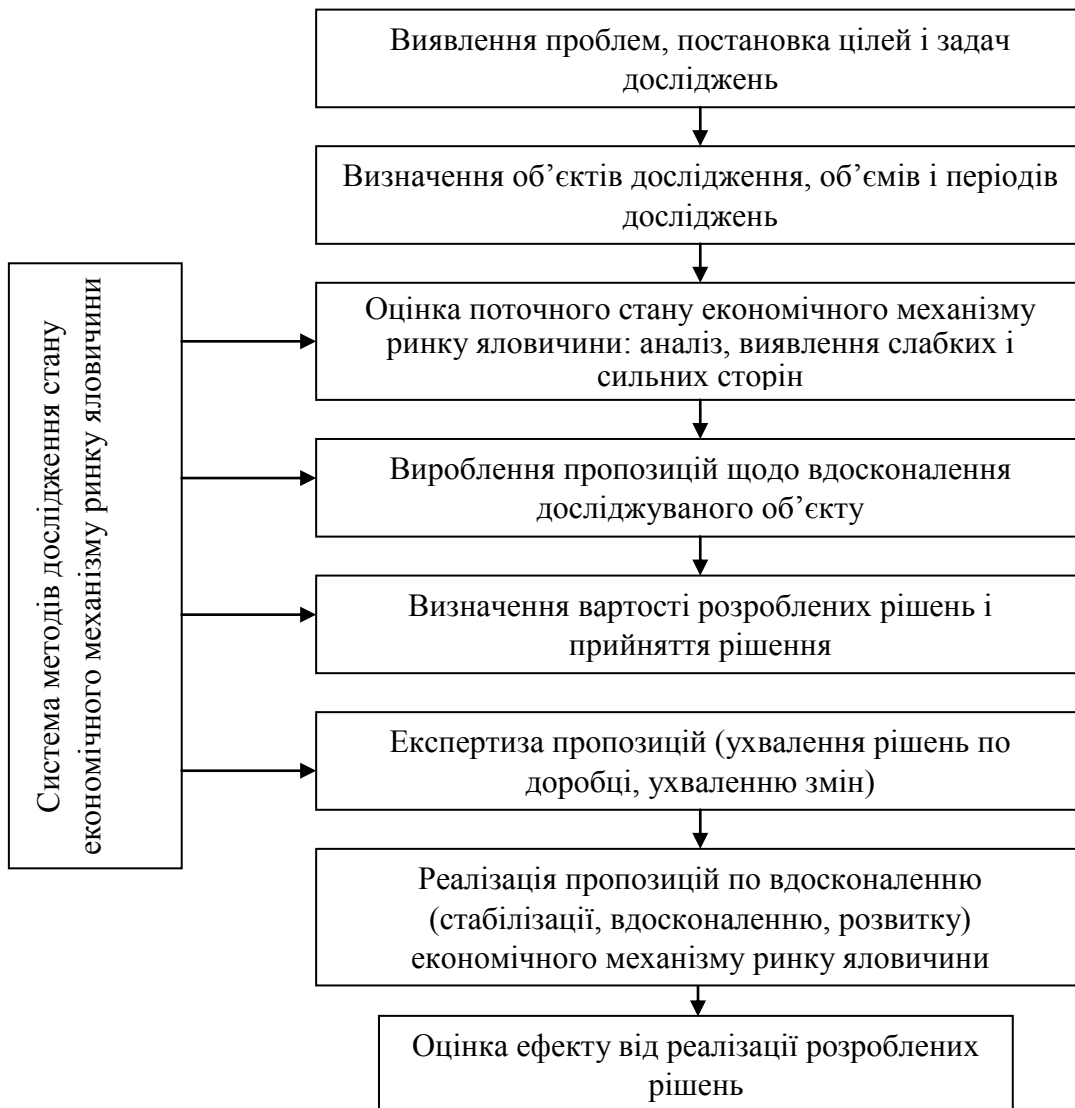 Виявлення проблем, постановка цілей і задач
досліджень
Визначення об’єктів дослідження, об’ємів і періодів
досліджень
Система методів дослідження стану
економічного механізму ринку яловичини
Оцінка поточного стану економічного механізму
ринку яловичини: аналіз, виявлення слабких і
сильних сторін
Вироблення пропозицій щодо вдосконалення
досліджуваного об’єкту
Визначення вартості розроблених рішень і
прийняття рішення
Експертиза пропозицій (ухвалення рішень по
доробці, ухваленню змін)
Реалізація пропозицій по вдосконаленню
(стабілізації, вдосконаленню, розвитку)
економічного механізму ринку яловичини
Оцінка ефекту від реалізації розроблених
рішень